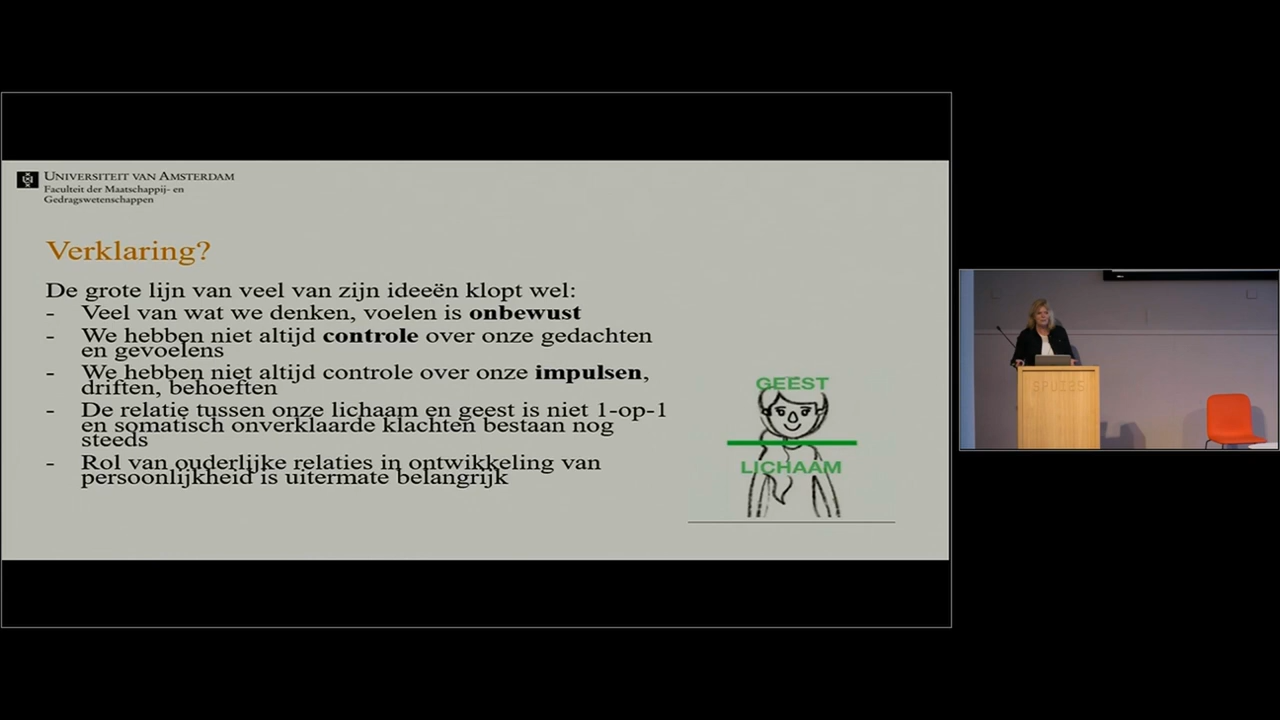 UNIVERSITEIT VAN AMSTERDAM
Faculteit der Maatschappij- en
Gedragswetenschappen
Verklaring?
De grote lijn van veel van zijn ideeën klopt wel:
- Veel van wat we denken, voelen is onbewust
- We hebben niet altijd controle over onze gedachten
en gevoelens
- We hebben niet altijd controle over onze impulsen,
driften, behoeften
- De relatie tussen onze lichaam en geest is niet 1-op-1
en somatisch onverklaarde klachten bestaan nog
steeds
- Rol van ouderlijke relaties in ontwikkeling van
persoonlijkheid is uitermate belangrijk
GEEST
LICHAAM